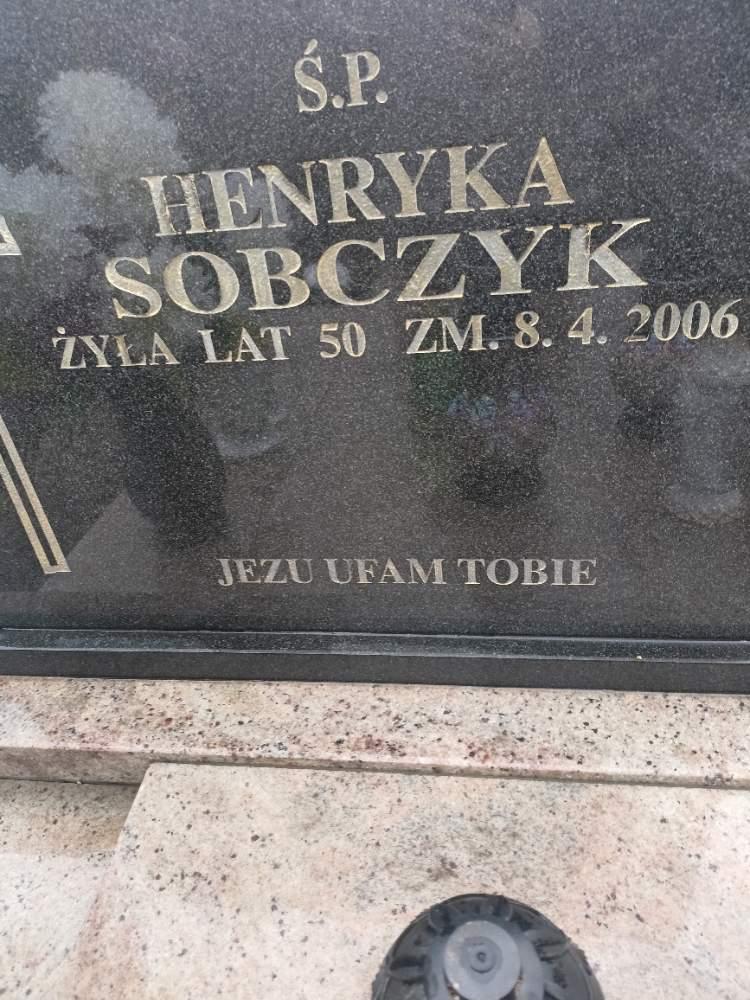 Ś.P.
HENRYKA
SOBCZYK
ŻYŁA LAT 50 ZM. 8. 4. 2006
JEZU UFAM TOBIE